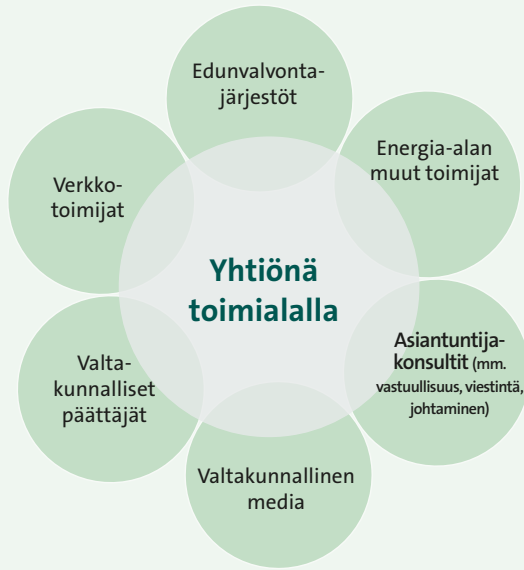 Edunvalvonta-
järjestöt
Energia-alan
muut toimijat
Verkko-
toimijat
Yhtiönä
toimialalla
Asiantuntija-
konsultit (mm.
vastuullisuus, viestintä,
johtaminen)
Valta-
kunnalliset
päättäjät
Valtakunnallinen
media